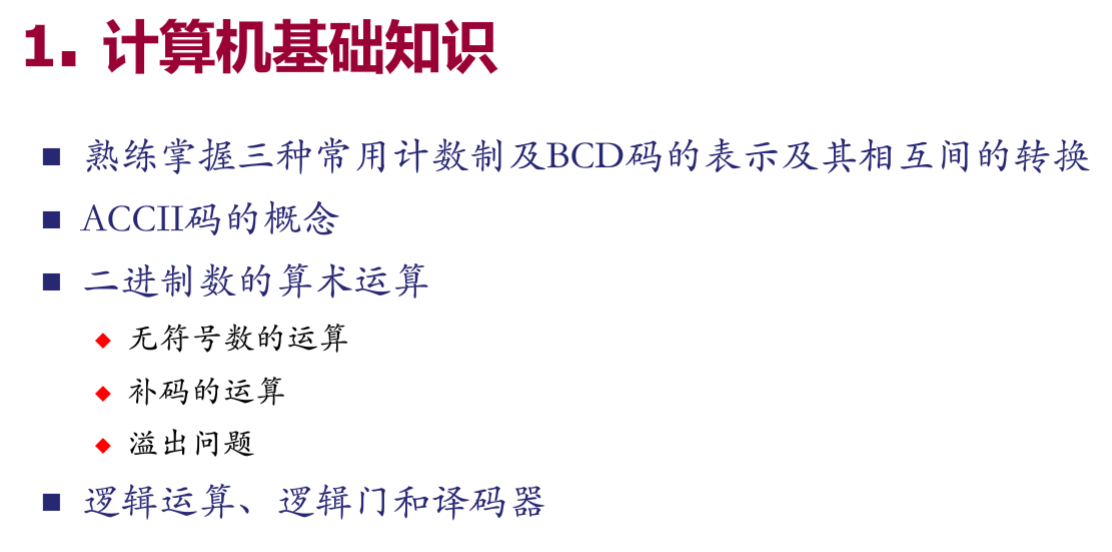 1. 计算机基础知识
熟练掌握三种常用计数制及BCD码的表示及其相互间的转换
ACCII码的概念
二进制数的算术运算
无符号数的运算
补码的运算
溢出问题
逻辑运算、逻辑门和译码器